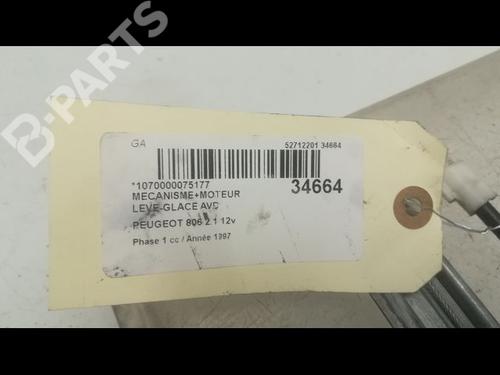 B-PARTS
GA
52712201 34664
*1070000075177
34664
MECANISME+MOTEUR
LEVE-GLACE AVD
PEUGEOT 806 2.1 12v
Phase 1 cc / Année 1997